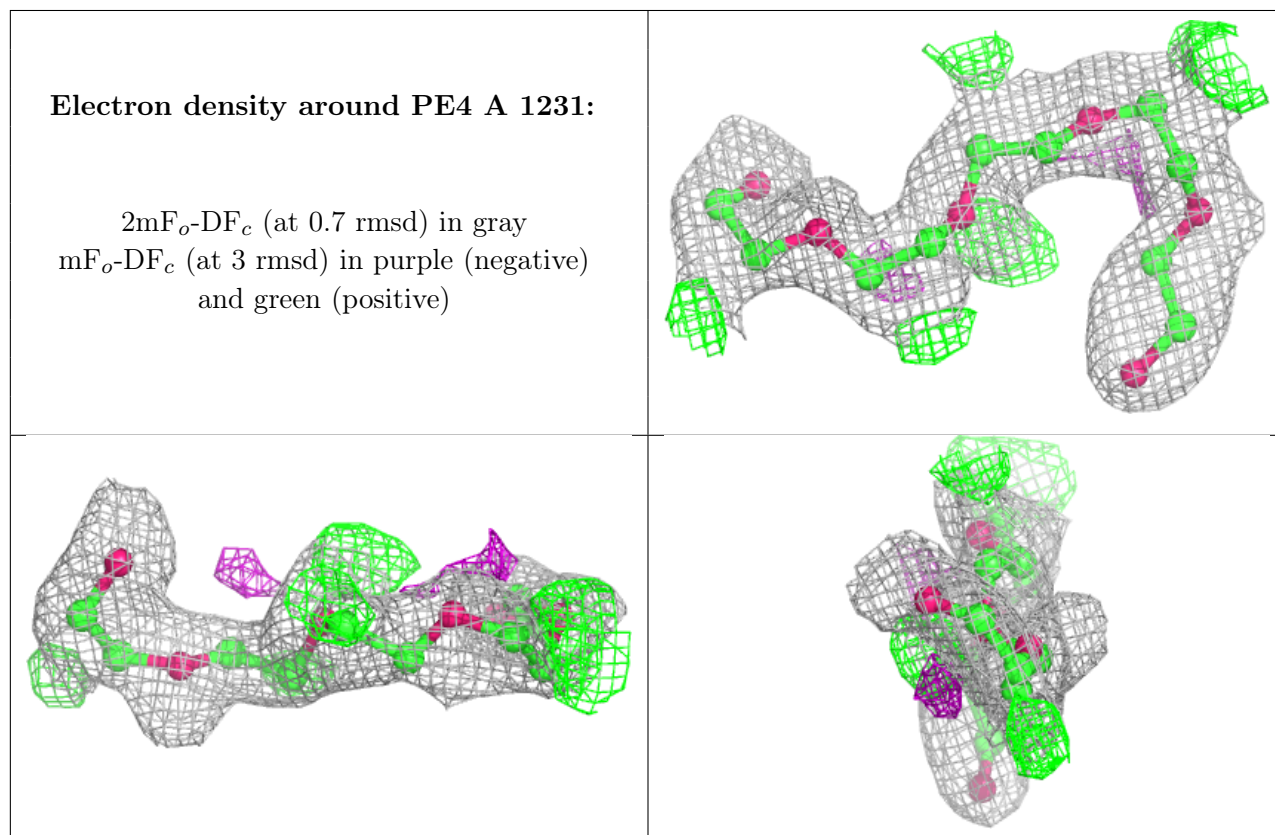 Electron density around PE4 A 1231:
2mFₒ-DF𝒸 (at 0.7 rmsd) in gray
mFₒ-DF𝒸 (at 3 rmsd) in purple (negative)
and green (positive)